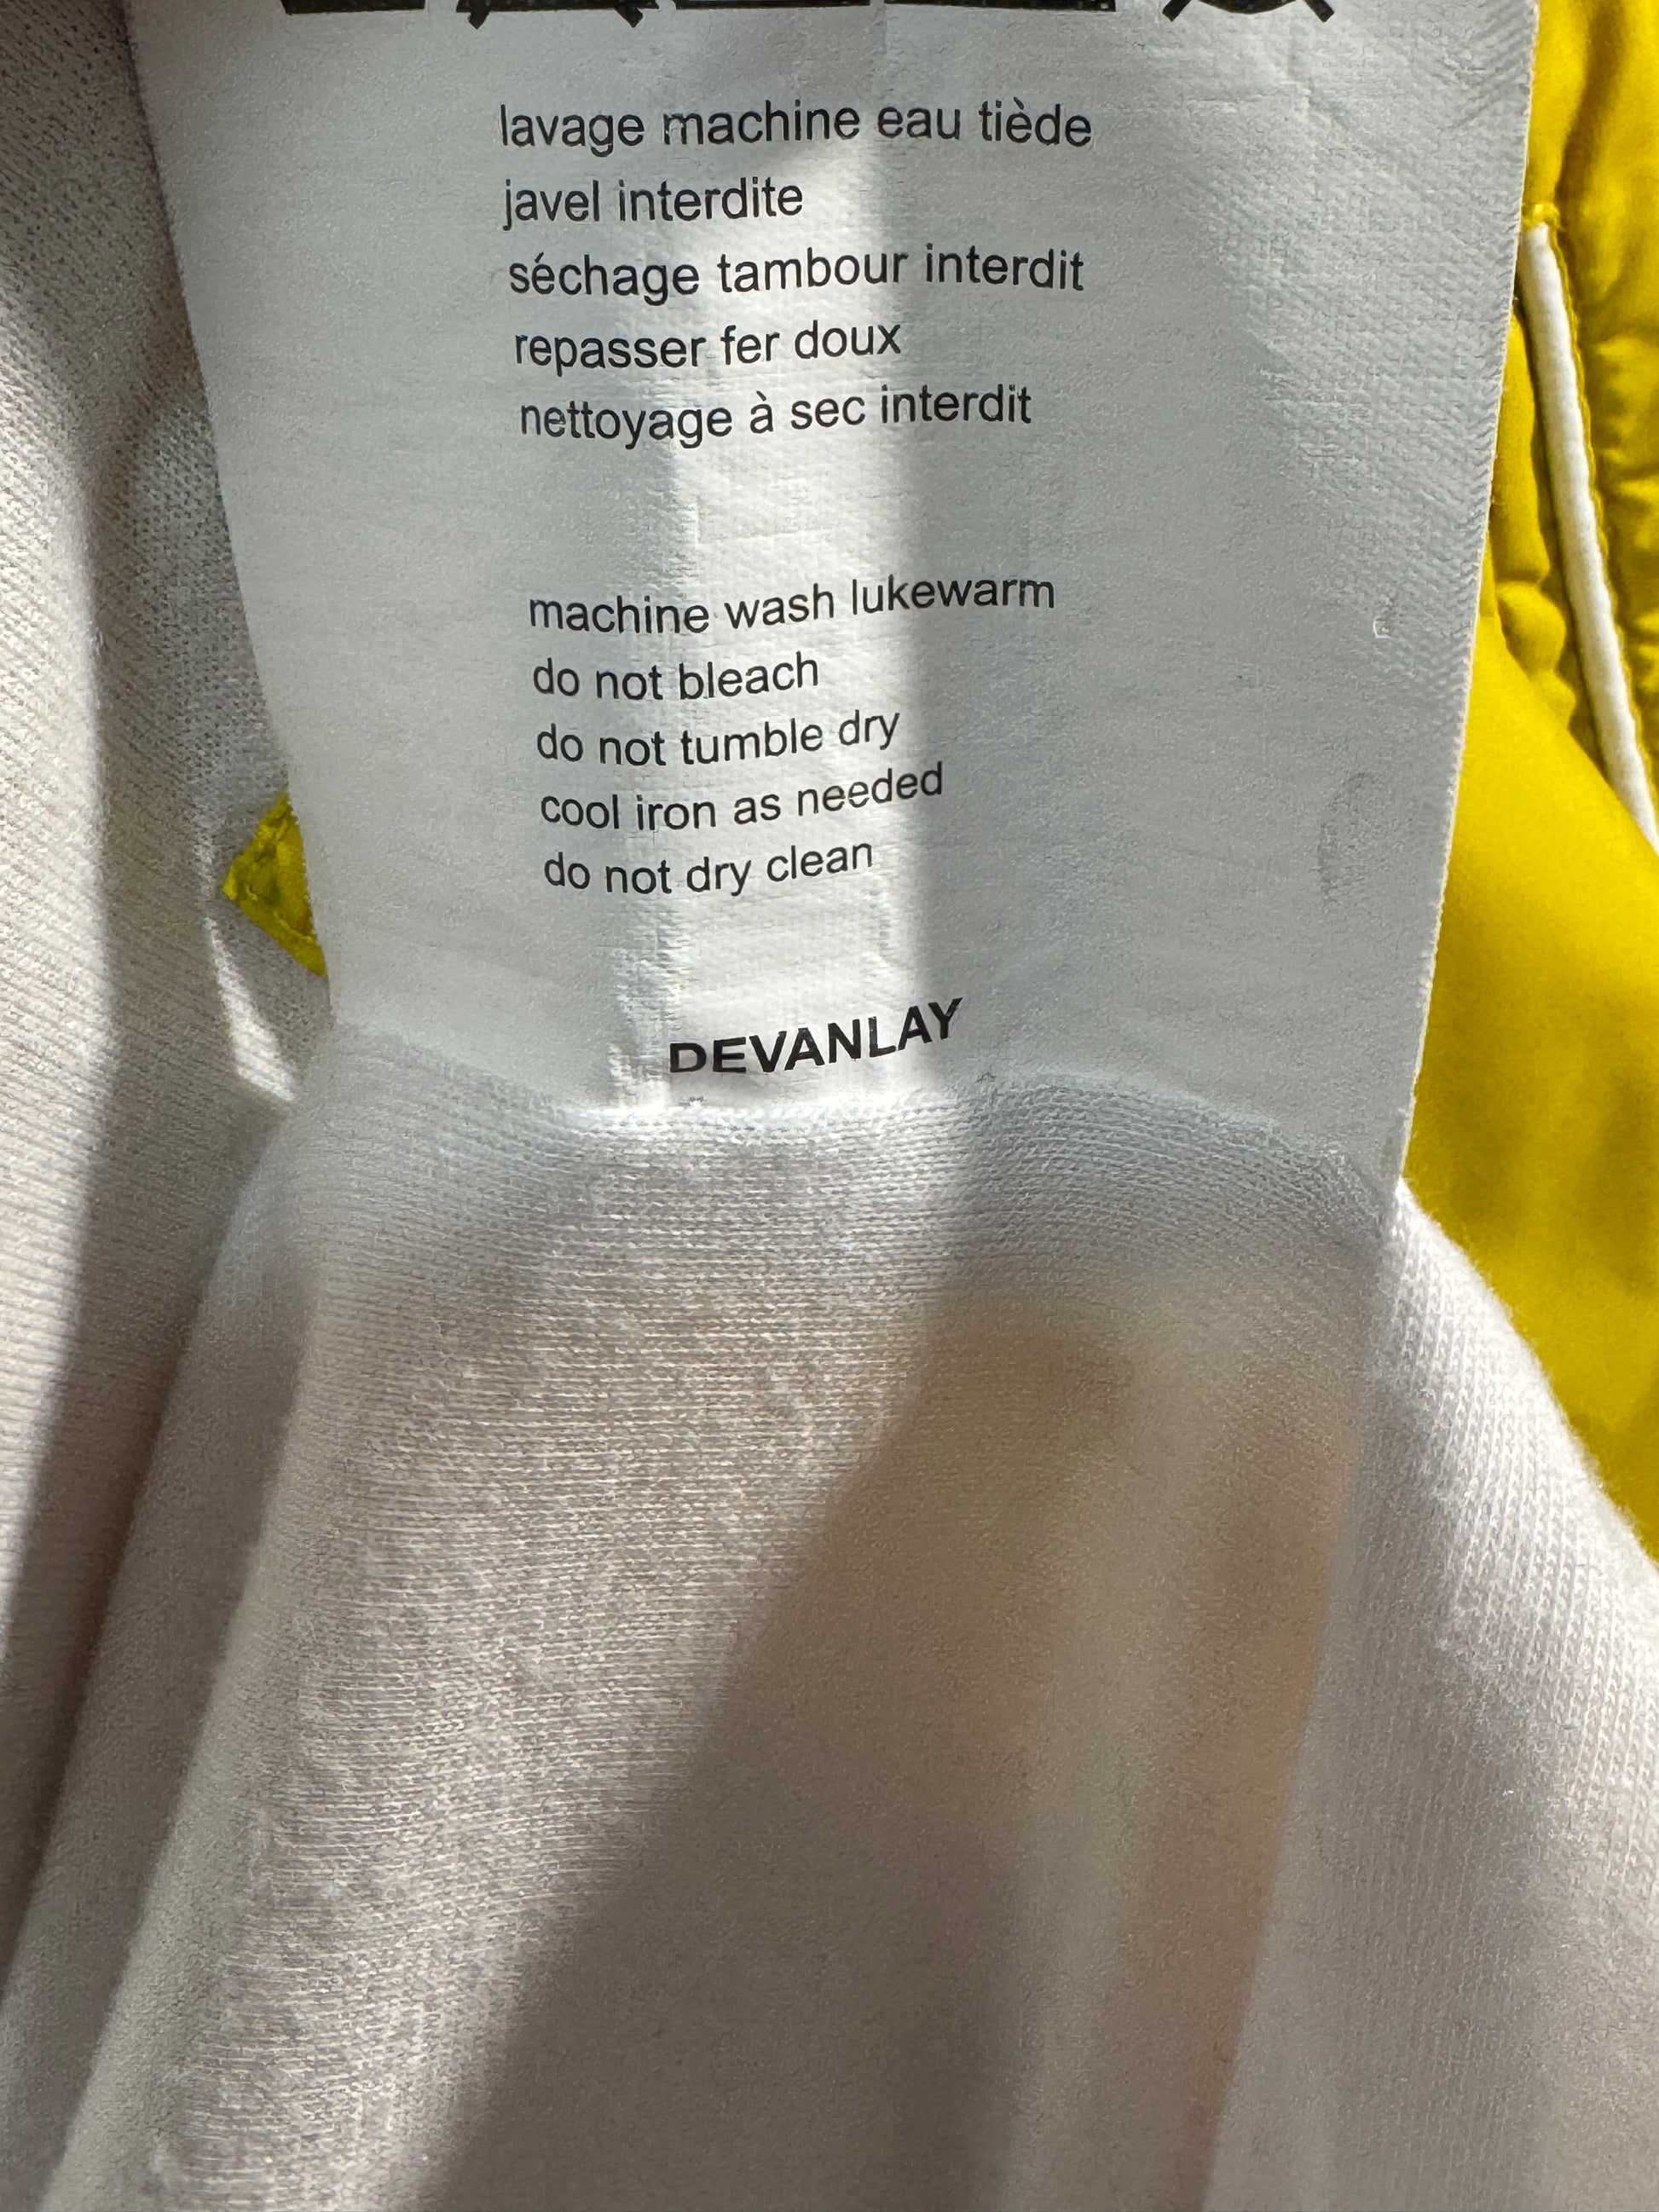 lavage machine eau tiède
javel interdite
séchage tambour interdit
repasser fer doux
nettoyage à sec interdit
machine wash lukewarm
do not bleach
do not tumble dry
cool iron as needed
do not dry clean
DEVANLAY